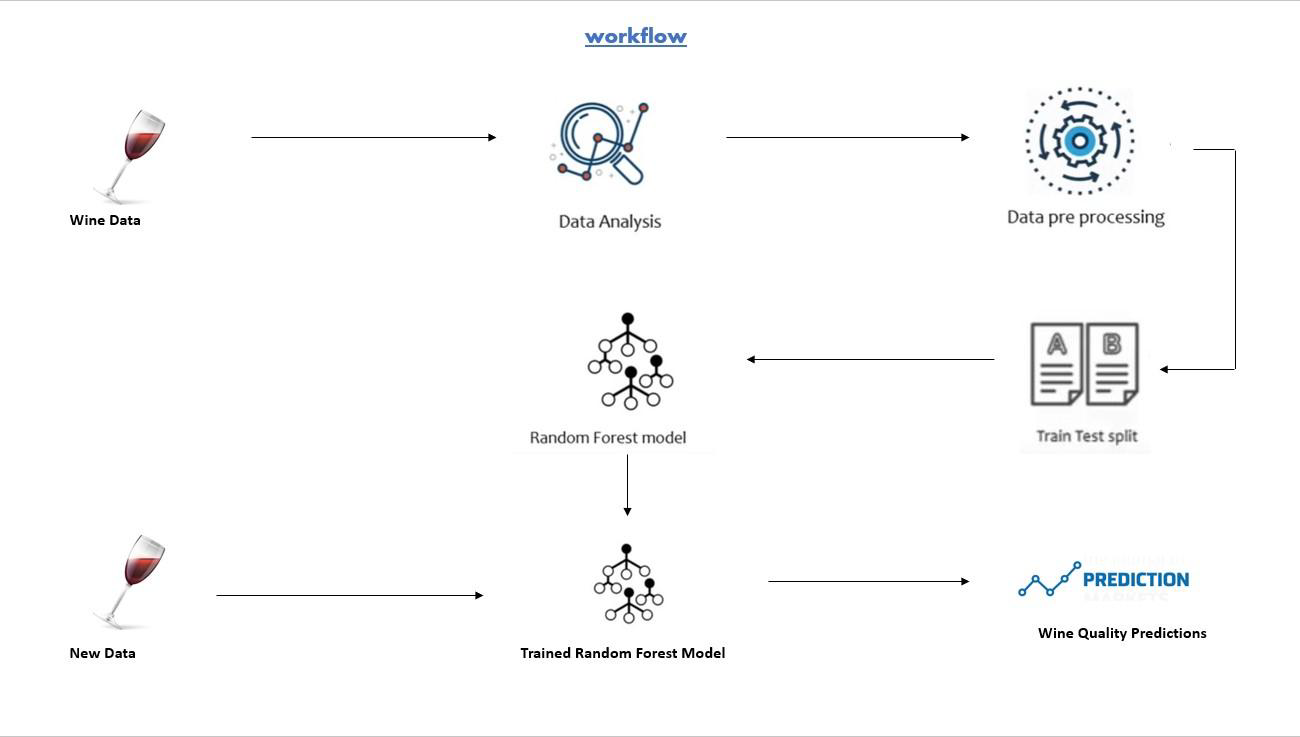 workflow
Wine Data
Data Analysis
Data pre processing
A B
Random Forest model
Train Test split
New Data
Trained Random Forest Model
PREDICTION
Wine Quality Predictions